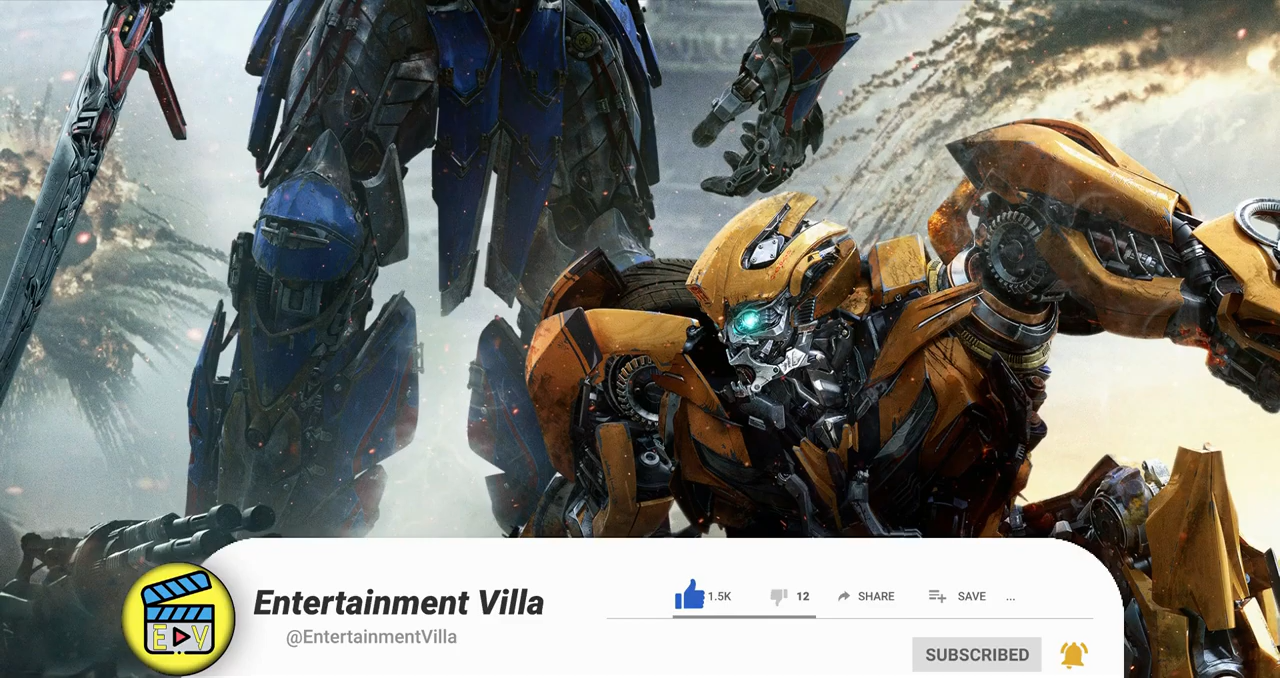 Entertainment Villa
@EntertainmentVilla
EV
1.5K
12
SHARE
SAVE
...
SUBSCRIBED